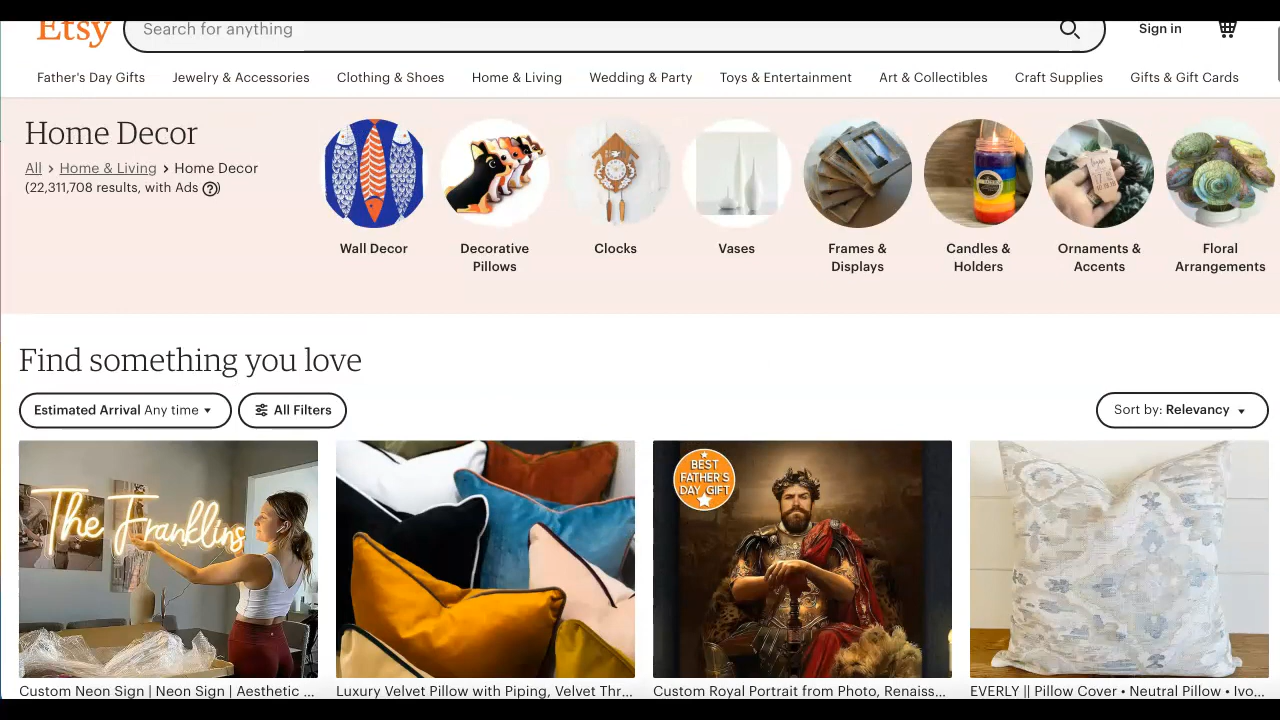 Etsy
Search for anything
Sign in
Father's Day Gifts Jewelry & Accessories Clothing & Shoes Home & Living Wedding & Party Toys & Entertainment Art & Collectibles Craft Supplies Gifts & Gift Cards
Home Decor
All > Home & Living > Home Decor
(22,311,708 results, with Ads ?)
Wall Decor
Decorative
Pillows
Clocks
Vases
Frames &
Displays
Candles &
Holders
Ornaments &
Accents
Floral
Arrangements
Find something you love
Estimated Arrival Any time
All Filters
Sort by: Relevancy
The Franklins
BEST
FATHER'S
DAY GIFT
Custom Neon Sign | Neon Sign | Aesthetic ...
Luxury Velvet Pillow with Piping, Velvet Thr...
Custom Royal Portrait from Photo, Renaiss...
EVERLY || Pillow Cover • Neutral Pillow • Ivo...